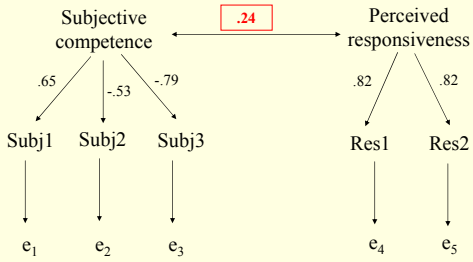 Subjective
competence
.24
Perceived
responsiveness
.65
-.53
-.79
.82
.82
Subj1
Subj2
Subj3
Res1
Res2
e₁
e₂
e₃
e₄
e₅